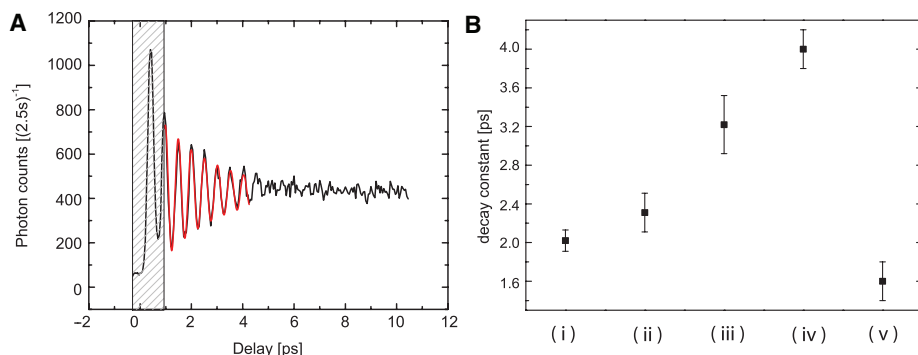 A
Photon counts [(2.5s)⁻¹]
1200
1000
800
600
400
200
0
−2 0 2 4 6 8 10 12
Delay [ps]
B
decay constant [ps]
4.0
3.6
3.2
2.8
2.4
2.0
1.6
( i ) ( ii ) ( iii ) ( iv ) ( v )